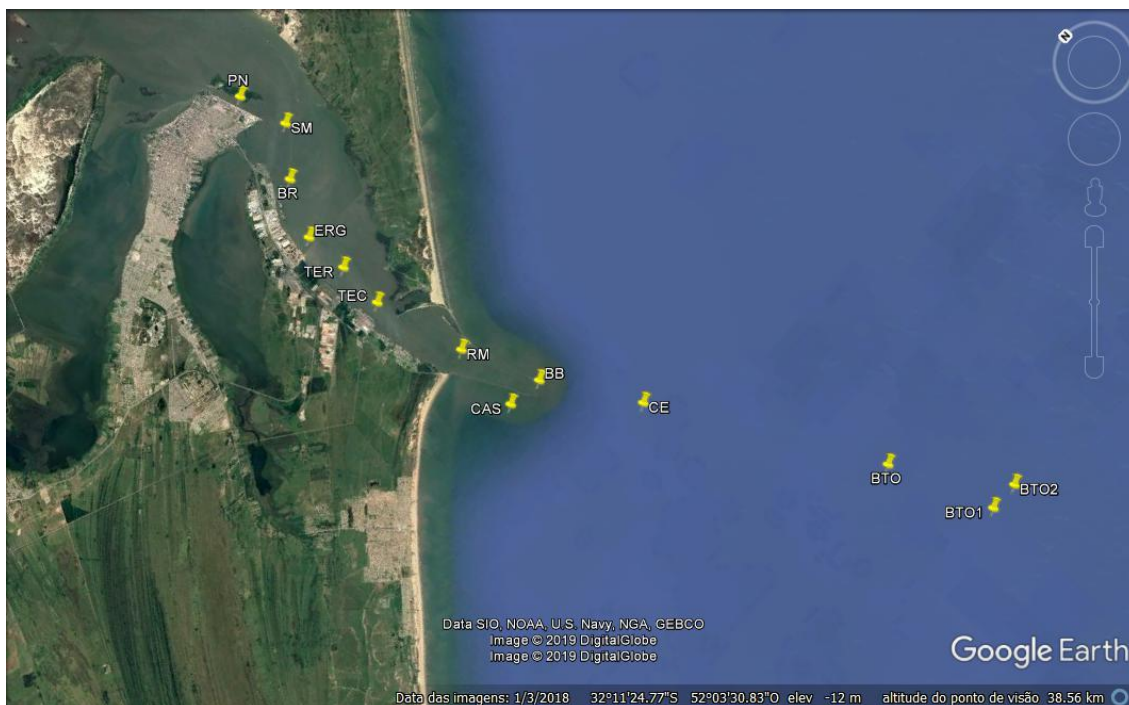 N
PN
SM
BR
ERG
TER
TEC
RM
BB
CAS
CE
BTO
BTO2
BTO1
Data SIO, NOAA, U.S. Navy, NGA, GEBCO
Image © 2019 DigitalGlobe
Image © 2019 DigitalGlobe
Google Earth
Data das imagens: 1/3/2018 32°11'24.77"S 52°03'30.83"O elev -12 m altitude do ponto de visão 38.56 km